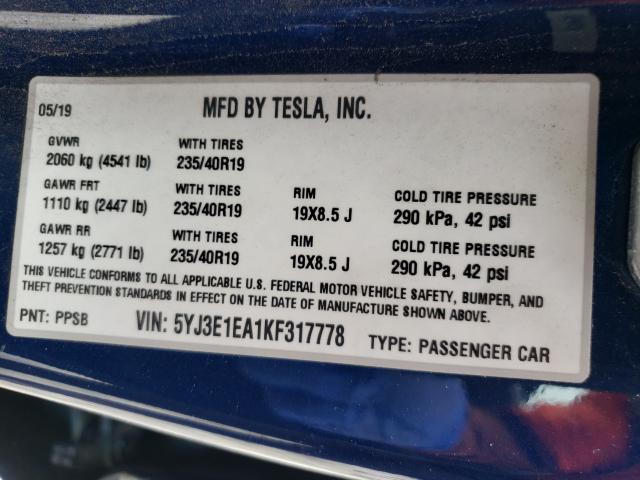 05/19 MFD BY TESLA, INC.
GVWR WITH TIRES
2060 kg (4541 lb) 235/40R19
GAWR FRT WITH TIRES RIM COLD TIRE PRESSURE
1110 kg (2447 lb) 235/40R19 19X8.5 J 290 kPa, 42 psi
GAWR RR WITH TIRES RIM COLD TIRE PRESSURE
1257 kg (2771 lb) 235/40R19 19X8.5 J 290 kPa, 42 psi
THIS VEHICLE CONFORMS TO ALL APPLICABLE U.S. FEDERAL MOTOR VEHICLE SAFETY, BUMPER, AND
THEFT PREVENTION STANDARDS IN EFFECT ON THE DATE OF MANUFACTURE SHOWN ABOVE.
PNT: PPSB VIN: 5YJ3E1EA1KF317778 TYPE: PASSENGER CAR